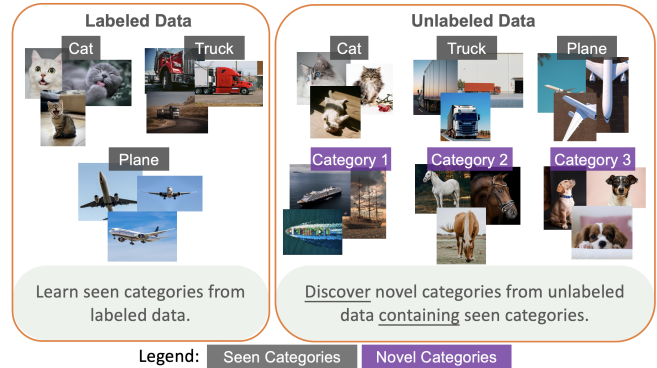 Labeled Data
Cat
Truck
Plane
Learn seen categories from
labeled data.
Unlabeled Data
Cat
Truck
Plane
Category 1
Category 2
Category 3
Discover novel categories from unlabeled
data containing seen categories.
Legend:
Seen Categories
Novel Categories